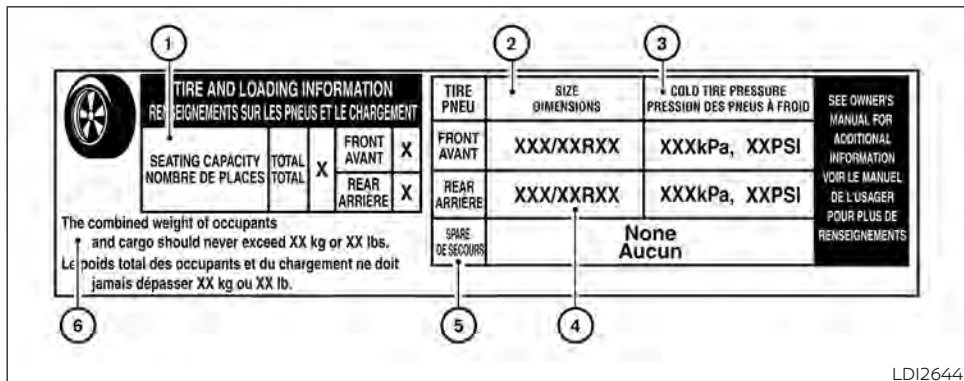 1
2
3
TIRE AND LOADING INFORMATION
RENSEIGNEMENTS SUR LES PNEUS ET LE CHARGEMENT
SEATING CAPACITY
NOMBRE DE PLACES
TOTAL
TOTAL
X
FRONT
AVANT
X
REAR
ARRIÈRE
X
The combined weight of occupants
and cargo should never exceed XX kg or XX lbs.
Le poids total des occupants et du chargement ne doit
jamais dépasser XX kg ou XX lb.
TIRE
PNEU
SIZE
DIMENSIONS
COLD TIRE PRESSURE
PRESSION DES PNEUS À FROID
FRONT
AVANT
XXX/XXRXX
XXXkPa, XXPSI
REAR
ARRIÈRE
XXX/XXRXX
XXXkPa, XXPSI
SPARE
DE SECOURS
None
Aucun
SEE OWNER'S
MANUAL FOR
ADDITIONAL
INFORMATION
VOIR LE MANUEL
DE L'USAGER
POUR PLUS DE
RENSEIGNEMENTS
6
5
4
LDI2644